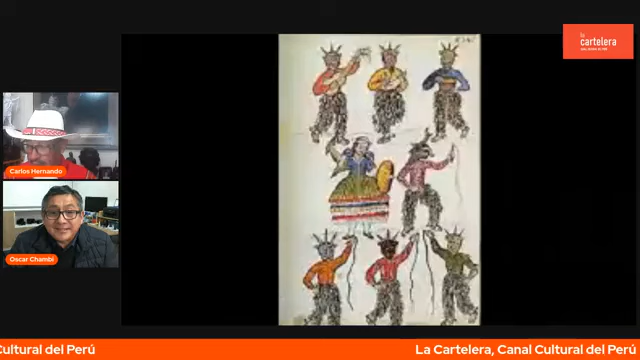 la
cartelera
Carlos Hernando
Oscar Chambi
Cultural del Perú
La Cartelera, Canal Cultural del Perú